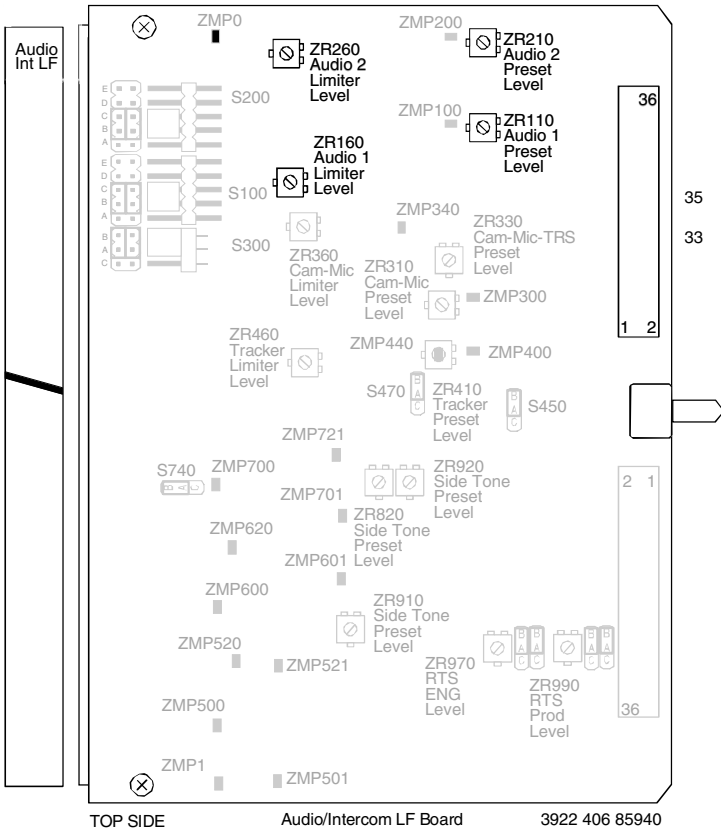 Audio
Int LF
ZMP0
ZR260
Audio 2
Limiter
Level
ZMP200
ZR210
Audio 2
Preset
Level
E
D
C
B
A
S200
ZMP100
ZR110
Audio 1
Preset
Level
36
E
D
C
B
A
S100
ZR160
Audio 1
Limiter
Level
35
33
B
A
C
S300
ZR360
Cam-Mic
Limiter
Level
ZMP340
ZR330
Cam-Mic-TRS
Preset
Level
ZR310
Cam-Mic
Preset
Level
ZMP300
1 2
ZR460
Tracker
Limiter
Level
ZMP440
ZMP400
S470
B
A
C
ZR410
Tracker
Preset
Level
B
A
C
S450
ZMP721
S740
B A C
ZMP700
ZR920
Side Tone
Preset
Level
2 1
ZMP701
ZR820
Side Tone
Preset
Level
ZMP620
ZMP601
ZMP600
ZR910
Side Tone
Preset
Level
ZMP520
ZMP521
ZR970
RTS
ENG
Level
B
A
C
B
A
C
ZR990
RTS
Prod
Level
B
A
C
B
A
C
36
ZMP500
ZMP1
ZMP501
TOP SIDE
Audio/Intercom LF Board
3922 406 85940